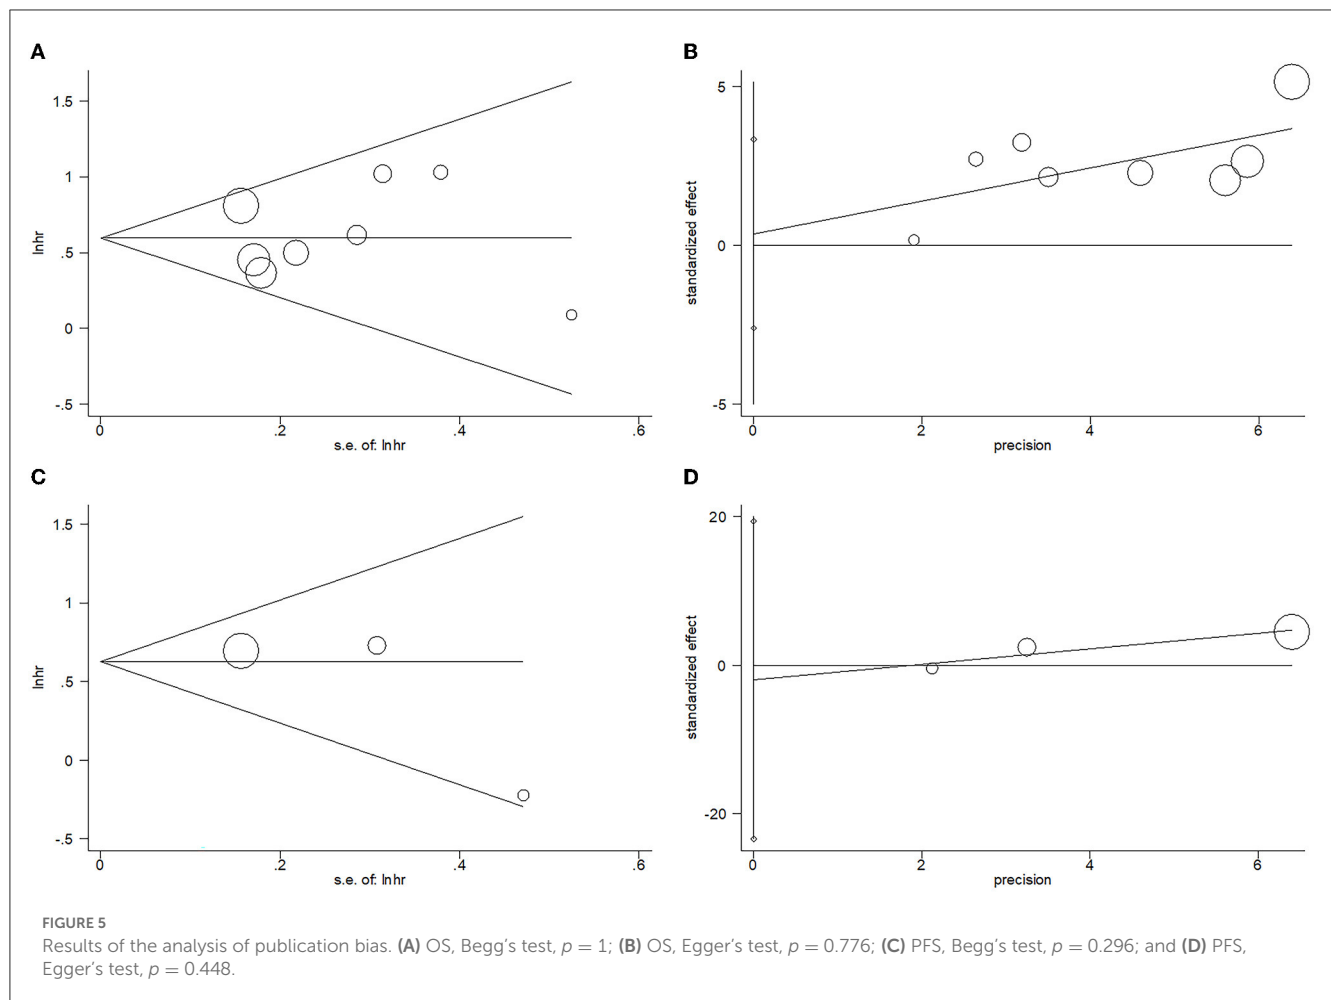 A
1.5
1
.5
0
-.5
lnhr
0
.2
.4
.6
s.e. of: lnhr
B
5
0
-5
standardized effect
0
2
4
6
precision
C
1.5
1
.5
0
-.5
lnhr
0
.2
.4
.6
s.e. of: lnhr
D
20
0
-20
standardized effect
0
2
4
6
precision
FIGURE 5
Results of the analysis of publication bias. (A) OS, Begg’s test, p = 1; (B) OS, Egger’s test, p = 0.776; (C) PFS, Begg’s test, p = 0.296; and (D) PFS,
Egger’s test, p = 0.448.